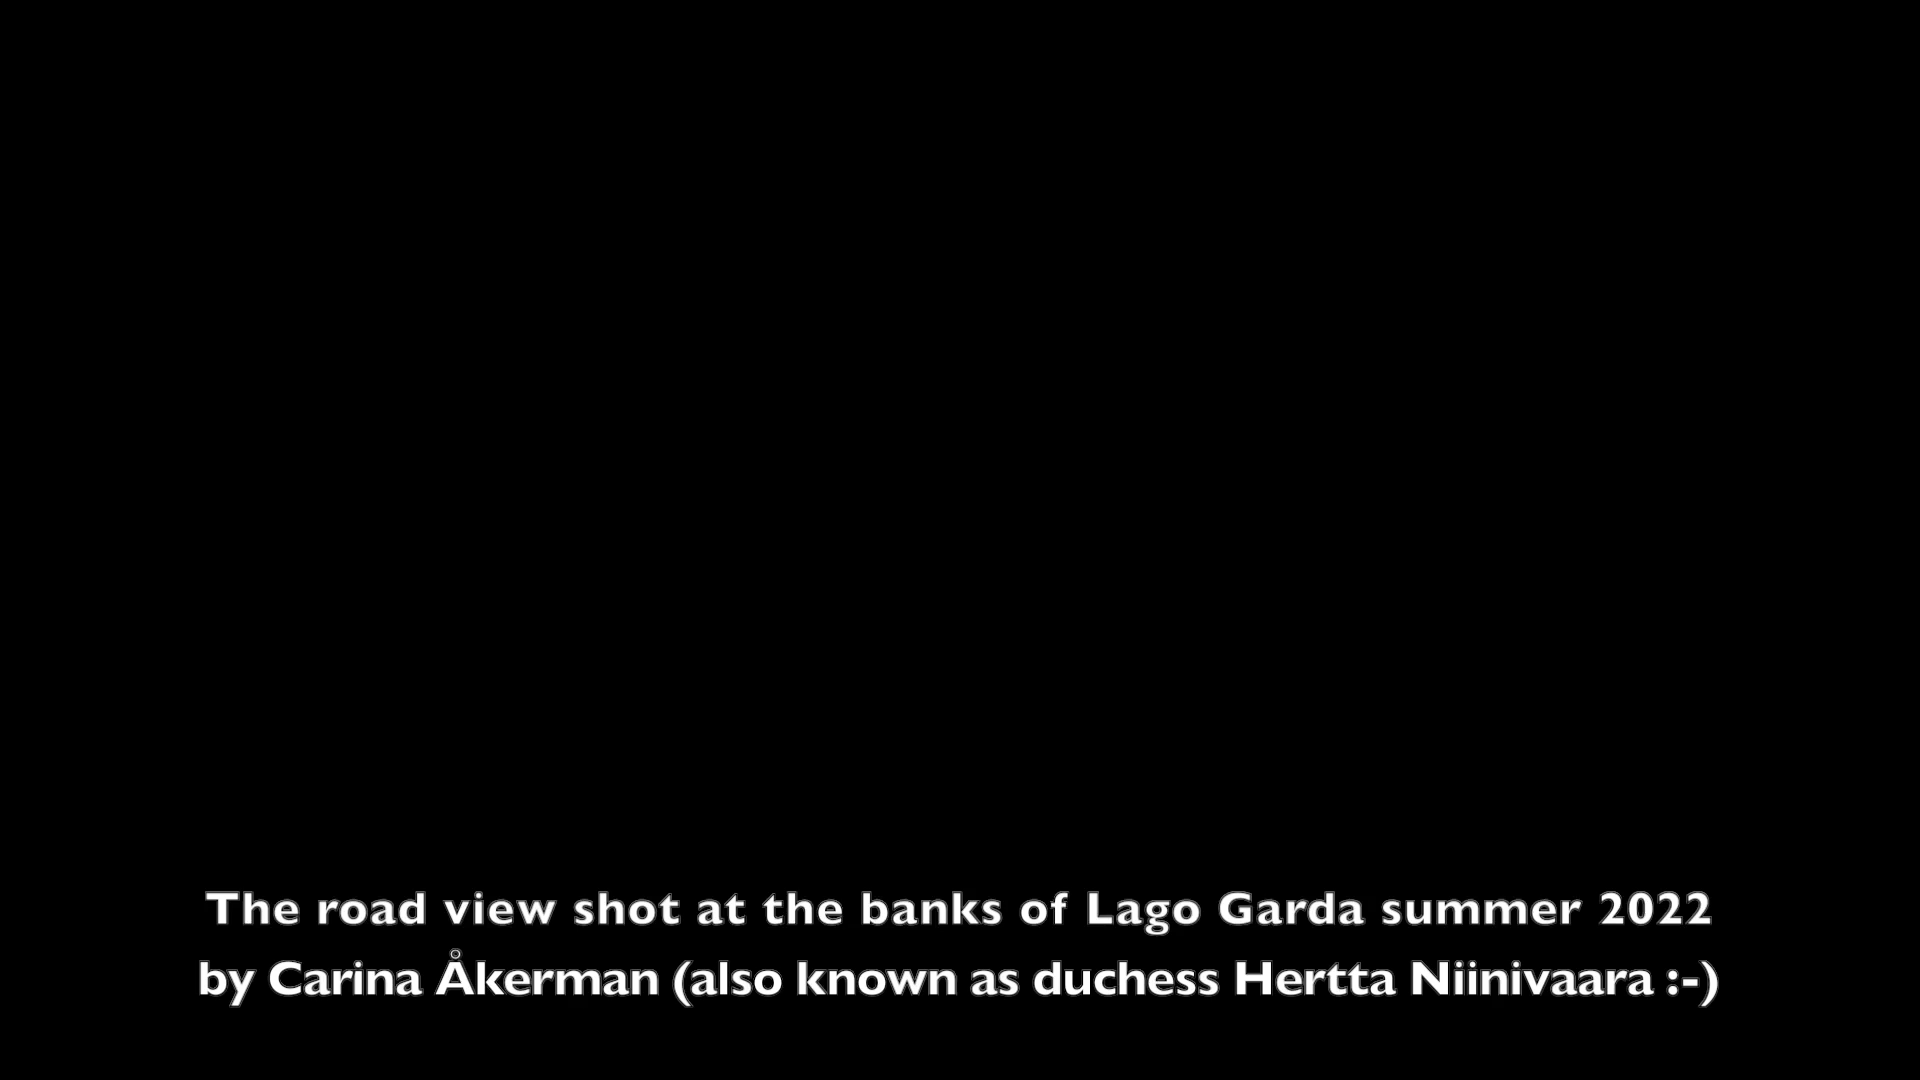 The road view shot at the banks of Lago Garda summer 2022
by Carina Åkerman (also known as duchess Hertta Niinivaara :-)